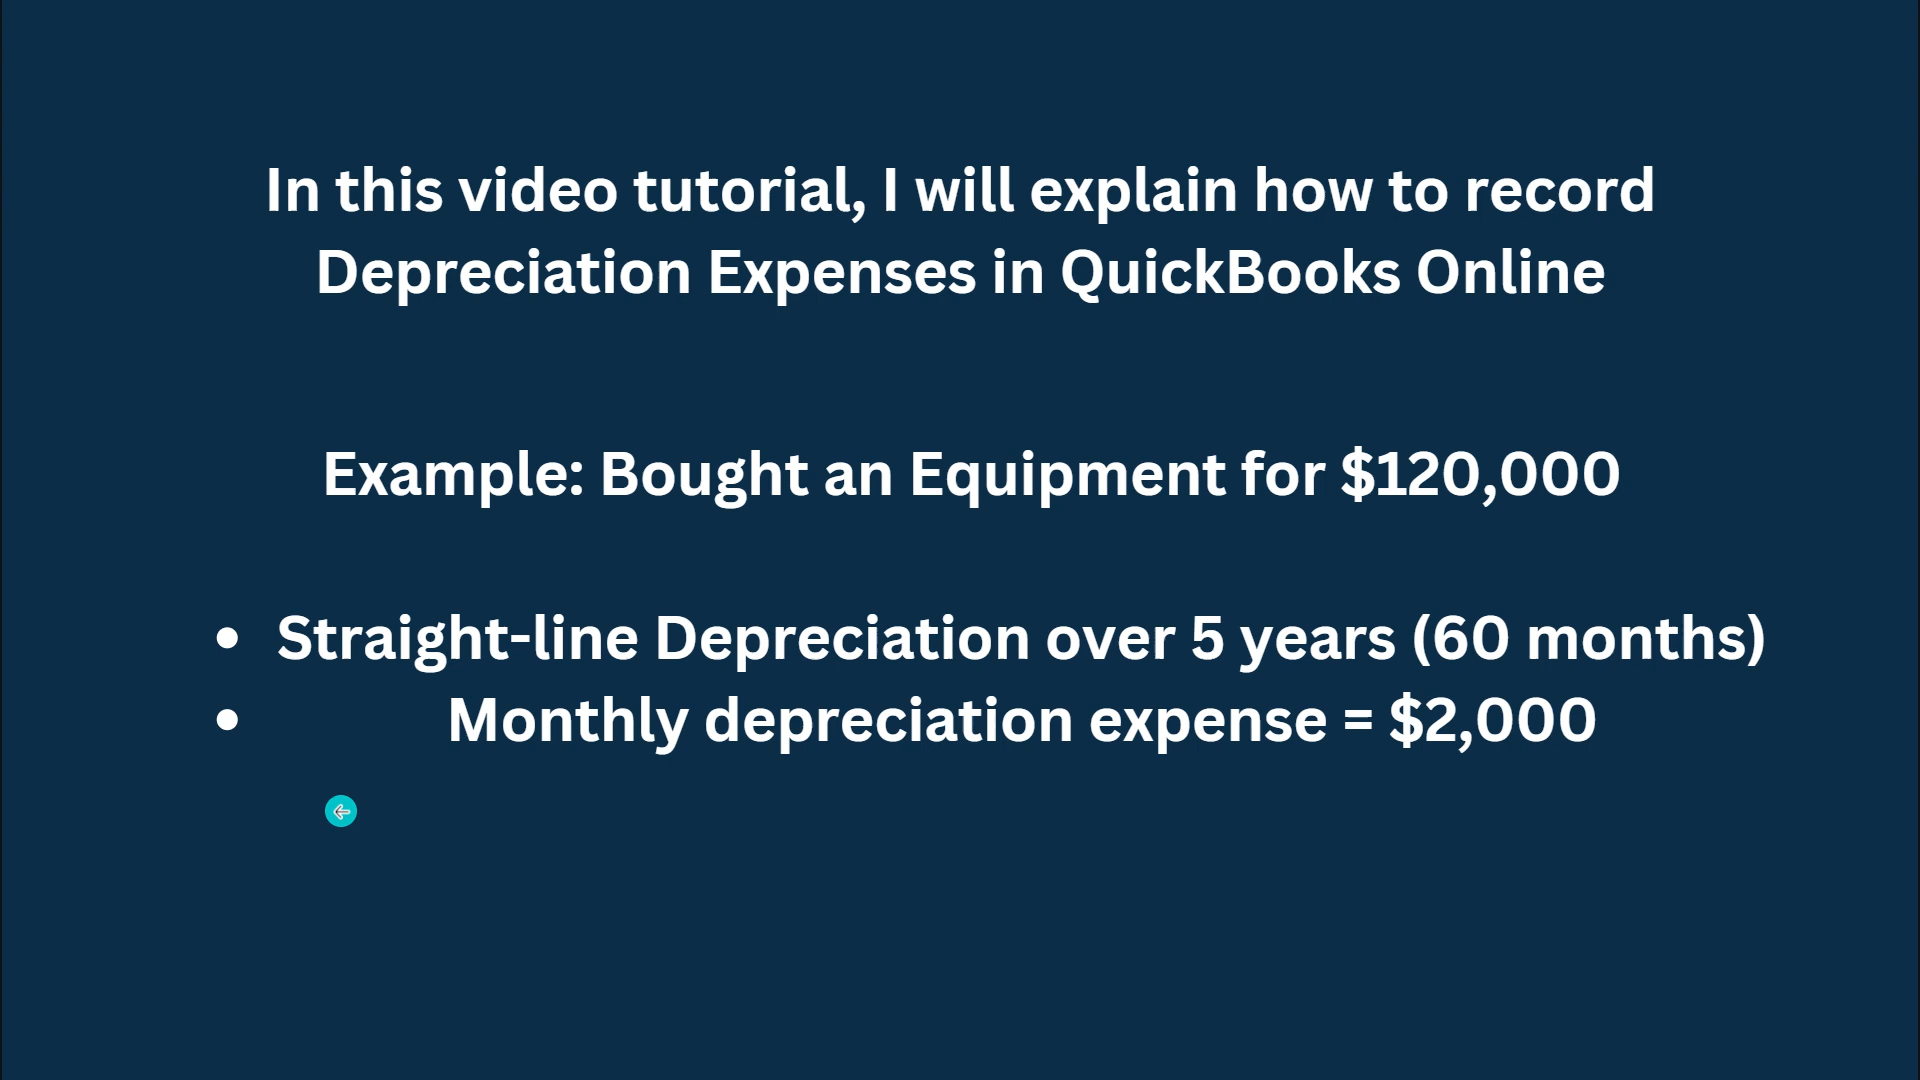 In this video tutorial, I will explain how to record
Depreciation Expenses in QuickBooks Online
Example: Bought an Equipment for $120,000
• Straight-line Depreciation over 5 years (60 months)
• Monthly depreciation expense = $2,000